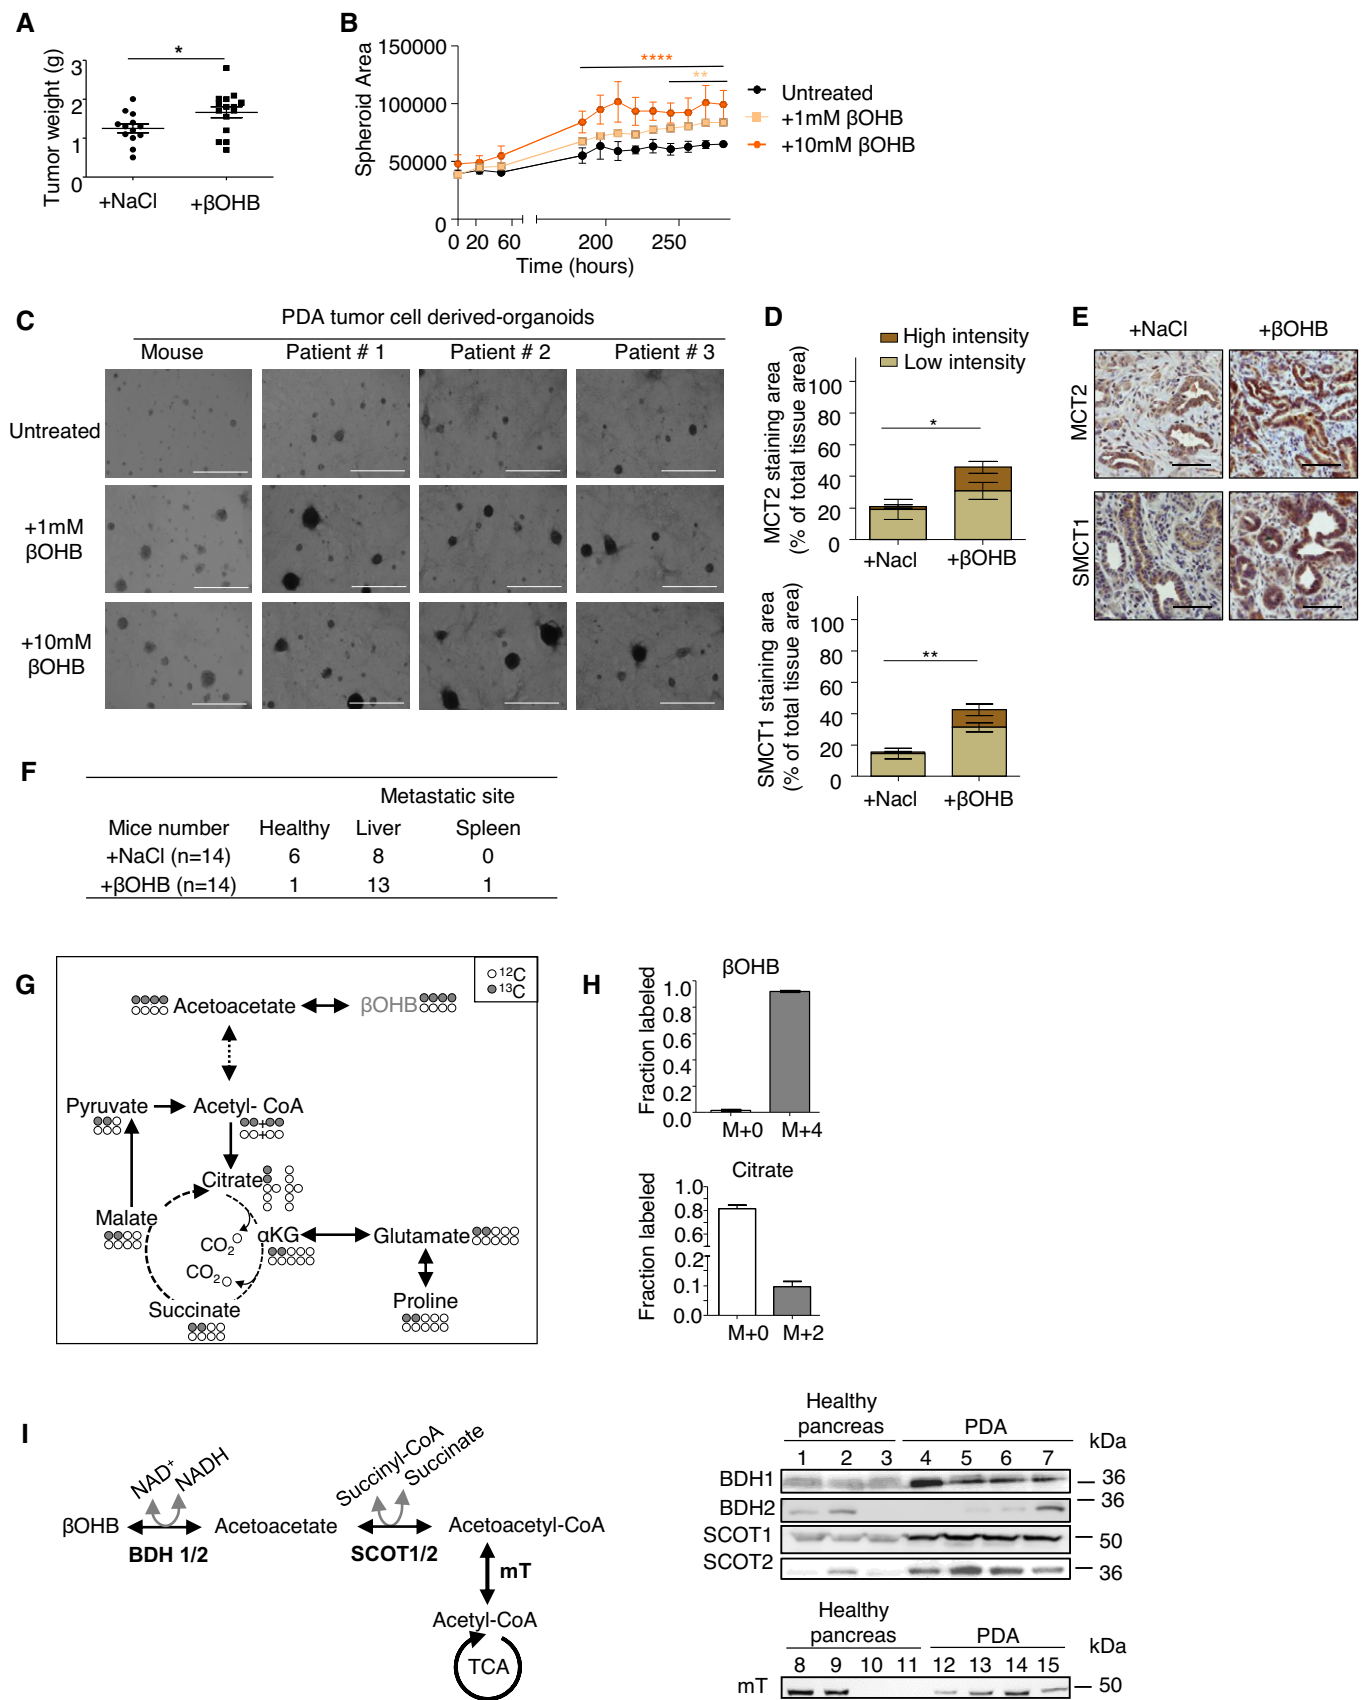 A
Tumor weight (g)
3
2
1
0
*
+NaCl
+βOHB
B
Spheroid Area
150000
100000
50000
0
****
**
0 20 60 200 250
Time (hours)
Untreated
+1mM βOHB
+10mM βOHB
C
PDA tumor cell derived-organoids
Mouse Patient # 1 Patient # 2 Patient # 3
Untreated
+1mM
βOHB
+10mM
βOHB
D
High intensity
Low intensity
MCT2 staining area
(% of total tissue area)
100
80
60
40
20
0
*
+Nacl
+βOHB
SMCT1 staining area
(% of total tissue area)
100
80
60
40
20
0
**
+Nacl
+βOHB
E
+NaCl +βOHB
MCT2
SMCT1
F
Metastatic site
Mice number Healthy Liver Spleen
+NaCl (n=14) 6 8 0
+βOHB (n=14) 1 13 1
G
¹²C
¹³C
Acetoacetate βOHB
Pyruvate Acetyl- CoA
+
+
Citrate
Malate
CO₂
αKG Glutamate
CO₂
Proline
Succinate
H
βOHB
Fraction labeled
1.0
0.8
0.6
0.4
0.2
0.0
M+0 M+4
Citrate
Fraction labeled
1.0
0.8
0.6
0.2
0.1
0.0
M+0 M+2
I
NAD⁺
NADH
Succinyl-CoA
Succinate
βOHB Acetoacetate Acetoacetyl-CoA
BDH 1/2 SCOT1/2
mT
Acetyl-CoA
TCA
Healthy
pancreas PDA
kDa
1 2 3 4 5 6 7
BDH1 36
BDH2 36
SCOT1 50
SCOT2 36
Healthy
pancreas PDA
kDa
8 9 10 11 12 13 14 15
mT 50